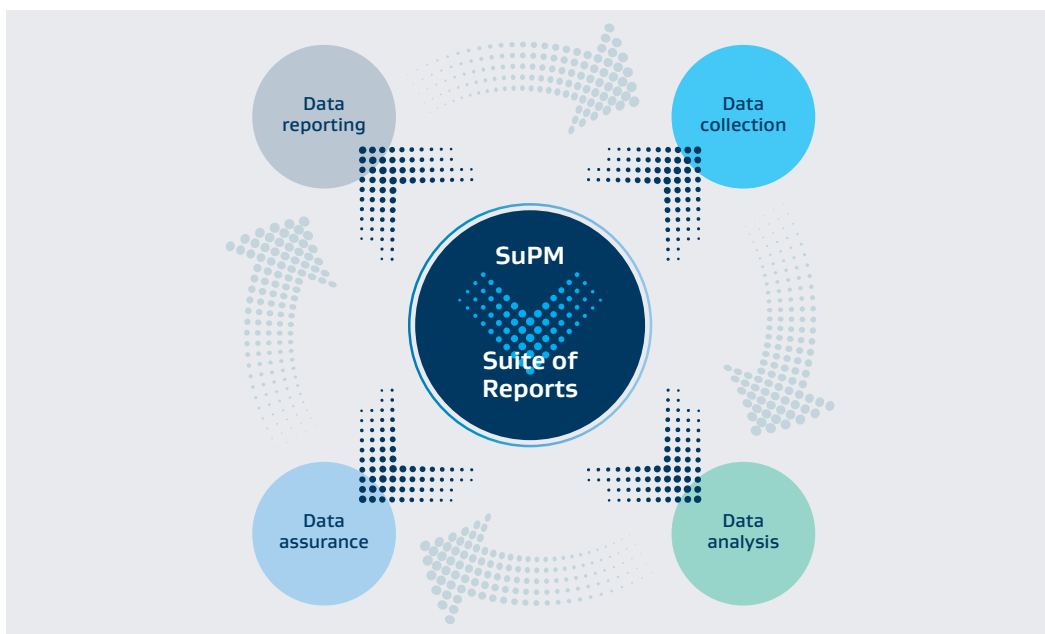 Data
reporting
Data
collection
SuPM
Suite of
Reports
Data
assurance
Data
analysis